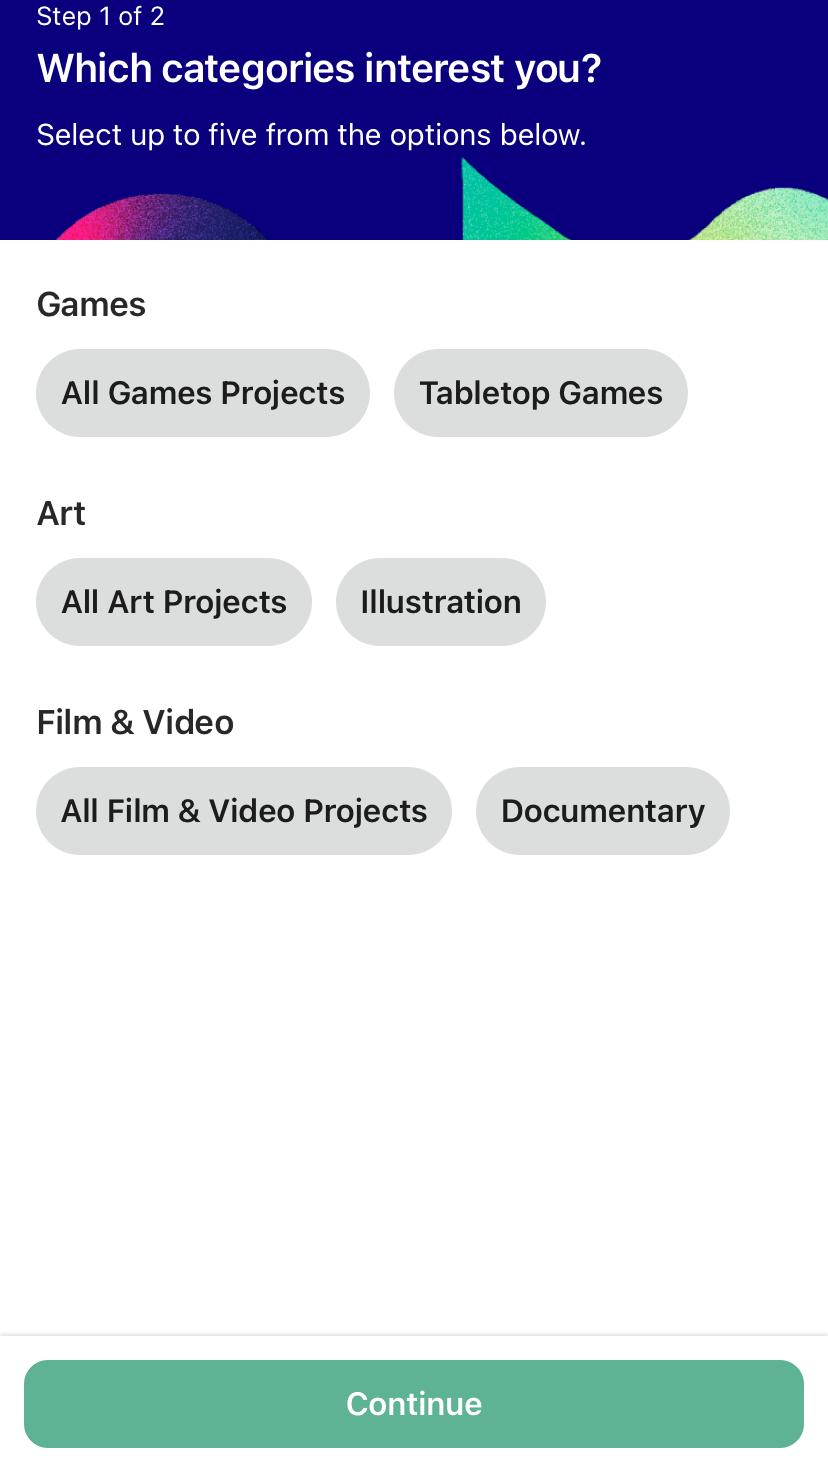 Step 1 of 2
Which categories interest you?
Select up to five from the options below.
Games
All Games Projects Tabletop Games
Art
All Art Projects Illustration
Film & Video
All Film & Video Projects Documentary
Continue